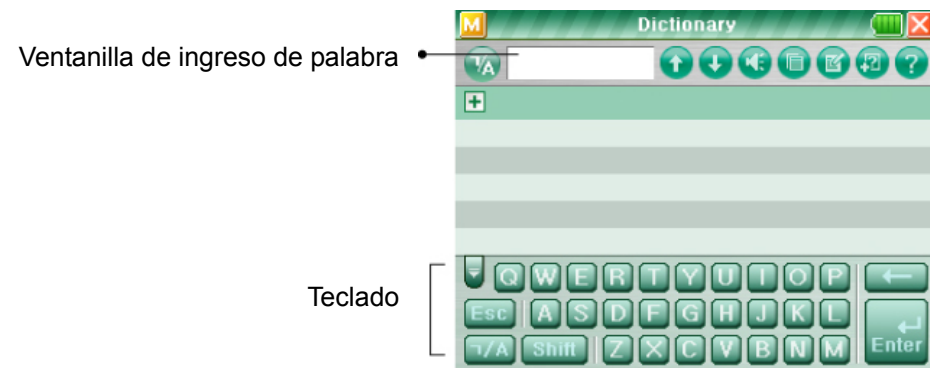 M Dictionary
Ventanilla de ingreso de palabra
ㄱ/A ?
Q W E R T Y U I O P
Teclado
Esc A S D F G H J K L
ㄱ/A Shift Z X C V B N M Enter